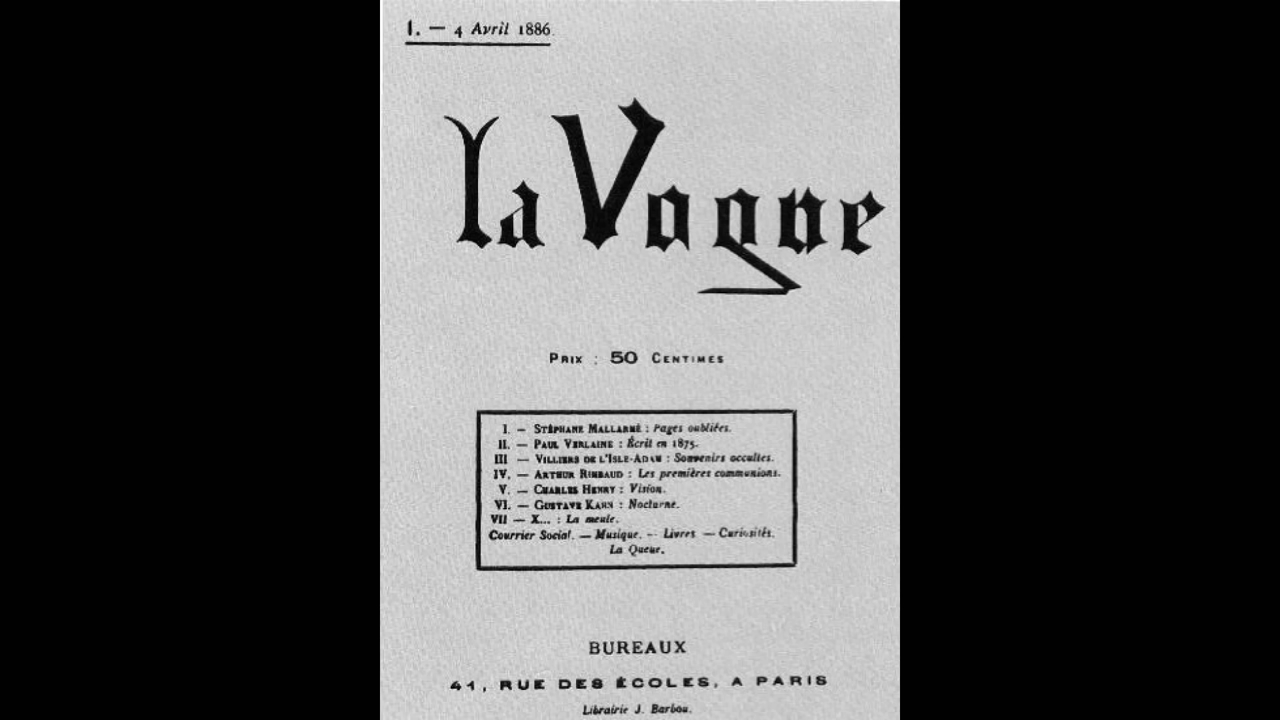 I. — 4 Avril 1886
la Vogue
PRIX : 50 CENTIMES
I. — STÉPHANE MALLARMÉ : Pages oubliées.
II. — PAUL VERLAINE : Écrit en 1875.
III — VILLIERS DE L'ISLE-ADAM : Souvenirs occultes.
IV. — ARTHUR RIMBAUD : Les premières communions.
V. — CHARLES HENRY : Vision.
VI. — GUSTAVE KAHN : Nocturne.
VII — X... : La meule.
Courrier Social. — Musique. — Livres — Curiosités.
La Queue.
BUREAUX
41, RUE DES ÉCOLES, A PARIS
Librairie J. Barbou.